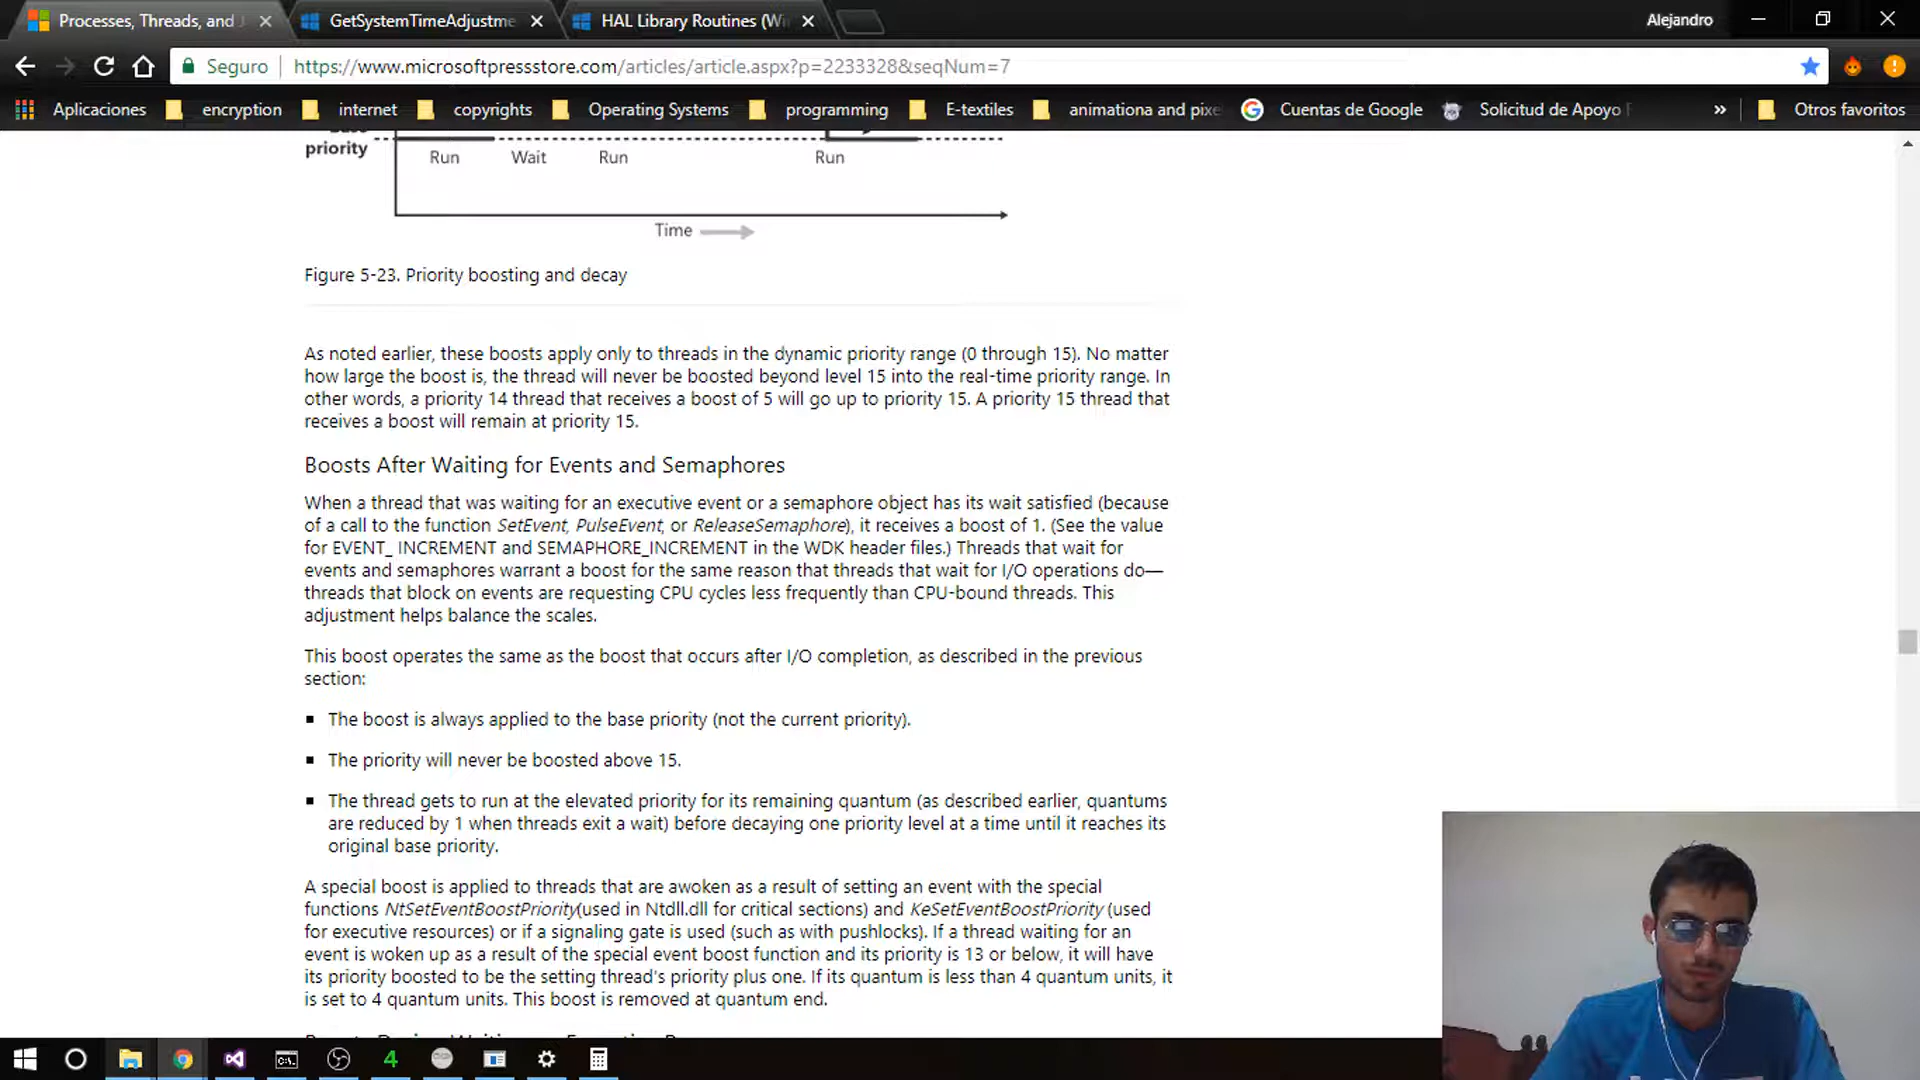 Processes, Threads, and J
GetSystemTimeAdjustme
HAL Library Routines (Wi
Alejandro
Seguro
https://www.microsoftpressstore.com/articles/article.aspx?p=2233328&seqNum=7
Aplicaciones
encryption
internet
copyrights
Operating Systems
programming
E-textiles
animationa and pixe
Cuentas de Google
Solicitud de Apoyo
»
Otros favoritos
priority
Run
Wait
Run
Run
Time
Figure 5-23. Priority boosting and decay
As noted earlier, these boosts apply only to threads in the dynamic priority range (0 through 15). No matter
how large the boost is, the thread will never be boosted beyond level 15 into the real-time priority range. In
other words, a priority 14 thread that receives a boost of 5 will go up to priority 15. A priority 15 thread that
receives a boost will remain at priority 15.
Boosts After Waiting for Events and Semaphores
When a thread that was waiting for an executive event or a semaphore object has its wait satisfied (because
of a call to the function SetEvent, PulseEvent, or ReleaseSemaphore), it receives a boost of 1. (See the value
for EVENT_ INCREMENT and SEMAPHORE_INCREMENT in the WDK header files.) Threads that wait for
events and semaphores warrant a boost for the same reason that threads that wait for I/O operations do—
threads that block on events are requesting CPU cycles less frequently than CPU-bound threads. This
adjustment helps balance the scales.
This boost operates the same as the boost that occurs after I/O completion, as described in the previous
section:
■ The boost is always applied to the base priority (not the current priority).
■ The priority will never be boosted above 15.
■ The thread gets to run at the elevated priority for its remaining quantum (as described earlier, quantums
are reduced by 1 when threads exit a wait) before decaying one priority level at a time until it reaches its
original base priority.
A special boost is applied to threads that are awoken as a result of setting an event with the special
functions NtSetEventBoostPriority(used in Ntdll.dll for critical sections) and KeSetEventBoostPriority (used
for executive resources) or if a signaling gate is used (such as with pushlocks). If a thread waiting for an
event is woken up as a result of the special event boost function and its priority is 13 or below, it will have
its priority boosted to be the setting thread's priority plus one. If its quantum is less than 4 quantum units, it
is set to 4 quantum units. This boost is removed at quantum end.
4